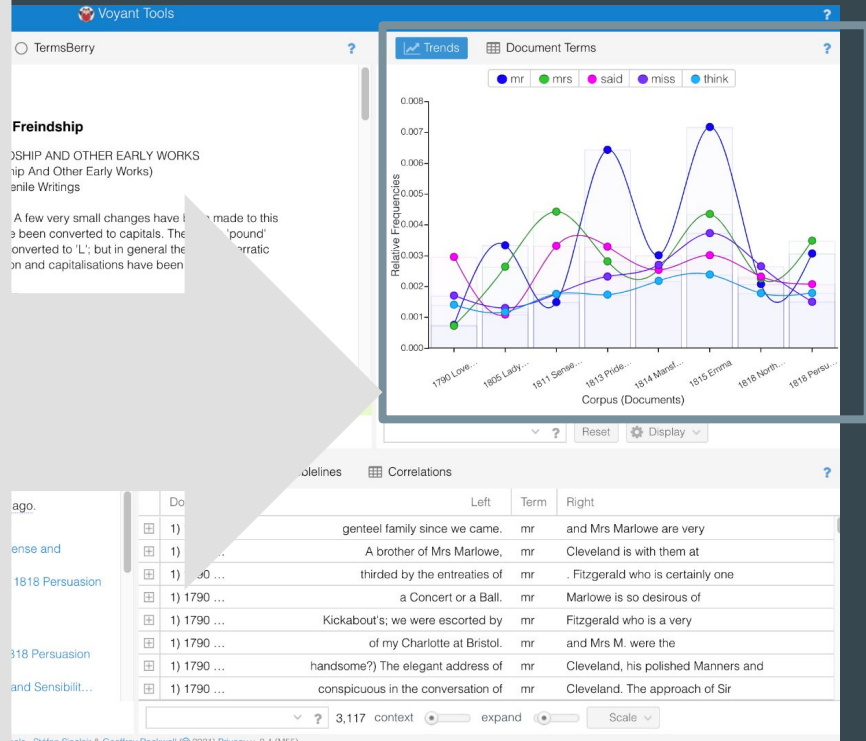 Voyant Tools
?
TermsBerry
?
Freindship
SHIP AND OTHER EARLY WORKS
And Other Early Works)
Writings
A few very small changes have made to this
been converted to capitals. The 'pound'
converted to 'L'; but in general the erratic
and capitalisations have been
Trends
Document Terms
?
mr
mrs
said
miss
think
0.008
0.007
0.006
0.005
0.004
0.003
0.002
0.001
0.000
Relative Frequencies
1790 Love…
1805 Lady…
1811 Sense…
1813 Pride…
1814 Mansf…
1815 Emma
1818 North…
1818 Persu…
Corpus (Documents)
?
Reset
Display
Correlations
?
ago.
and
1818 Persuasion
Persuasion
and Sensibilit…
Left
Term
Right
1)
genteel family since we came.
mr
and Mrs Marlowe are very
1)
A brother of Mrs Marlowe,
mr
Cleveland is with them at
1)
thirded by the entreaties of
mr
. Fitzgerald who is certainly one
1) 1790 …
a Concert or a Ball.
mr
Marlowe is so desirous of
1) 1790 …
Kickabout's; we were escorted by
mr
Fitzgerald who is a very
1) 1790 …
of my Charlotte at Bristol.
mr
and Mrs M. were the
1) 1790 …
handsome?) The elegant address of
mr
Cleveland, his polished Manners and
1) 1790 …
conspicuous in the conversation of
mr
Cleveland. The approach of Sir
?
3,117
context
expand
Scale